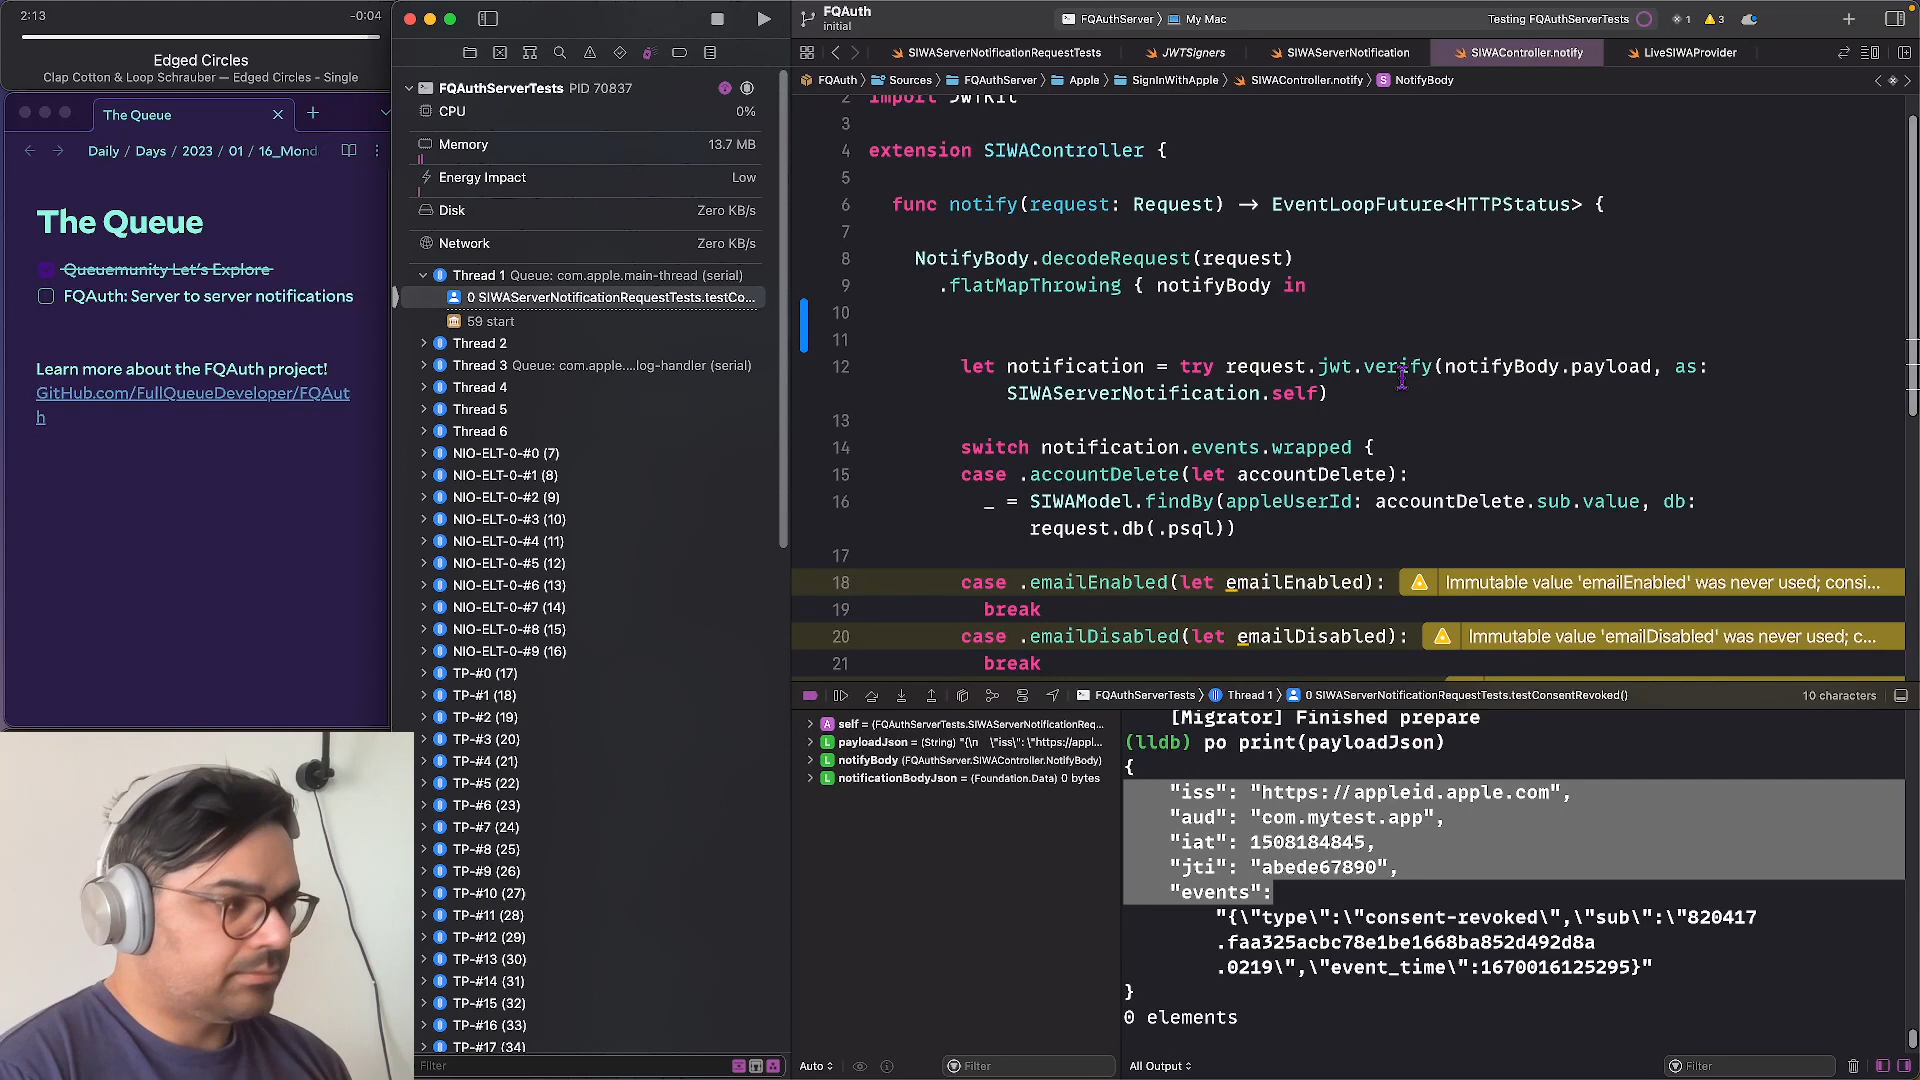 2:13
-0:04
Edged Circles
Clap Cotton & Loop Schrauber — Edged Circles - Single
The Queue
Daily / Days / 2023 / 01 / 16_Mond
The Queue
Queuemunity Let's Explore
FQAuth: Server to server notifications
Learn more about the FQAuth project!
GitHub.com/FullQueueDeveloper/FQAut
h
FQAuthServerTests PID 70837
CPU 0%
Memory 13.7 MB
Energy Impact Low
Disk Zero KB/s
Network Zero KB/s
Thread 1 Queue: com.apple.main-thread (serial)
0 SIWAServerNotificationRequestTests.testCo...
59 start
Thread 2
Thread 3 Queue: com.apple....log-handler (serial)
Thread 4
Thread 5
Thread 6
NIO-ELT-0-#0 (7)
NIO-ELT-0-#1 (8)
NIO-ELT-0-#2 (9)
NIO-ELT-0-#3 (10)
NIO-ELT-0-#4 (11)
NIO-ELT-0-#5 (12)
NIO-ELT-0-#6 (13)
NIO-ELT-0-#7 (14)
NIO-ELT-0-#8 (15)
NIO-ELT-0-#9 (16)
TP-#0 (17)
TP-#1 (18)
TP-#2 (19)
TP-#3 (20)
TP-#4 (21)
TP-#5 (22)
TP-#6 (23)
TP-#7 (24)
TP-#8 (25)
TP-#9 (26)
TP-#10 (27)
TP-#11 (28)
TP-#12 (29)
TP-#13 (30)
TP-#14 (31)
TP-#15 (32)
TP-#16 (33)
TP-#17 (34)
Filter
FQAuth
initial
FQAuthServer 〉 My Mac
Testing FQAuthServerTests
1
3
SIWAServerNotificationRequestTests
JWTSigners
SIWAServerNotification
SIWAController.notify
LiveSIWAProvider
FQAuth 〉 Sources 〉 FQAuthServer 〉 Apple 〉 SignInWithApple 〉 SIWAController.notify 〉 S NotifyBody
2 import JWTKit
3
4 extension SIWAController {
5
6 func notify(request: Request) -> EventLoopFuture<HTTPStatus> {
7
8 NotifyBody.decodeRequest(request)
9 .flatMapThrowing { notifyBody in
10
11
12 let notification = try request.jwt.verify(notifyBody.payload, as:
SIWAServerNotification.self)
13
14 switch notification.events.wrapped {
15 case .accountDelete(let accountDelete):
16 _ = SIWAModel.findBy(appleUserId: accountDelete.sub.value, db:
request.db(.psql))
17
18 case .emailEnabled(let emailEnabled): Immutable value 'emailEnabled' was never used; consi...
19 break
20 case .emailDisabled(let emailDisabled): Immutable value 'emailDisabled' was never used; c...
21 break
FQAuthServerTests 〉 Thread 1 〉 0 SIWAServerNotificationRequestTests.testConsentRevoked()
10 characters
A self = (FQAuthServerTests.SIWAServerNotificationReq...
L payloadJson = (String) "{\n \"iss\": \"https://appl...
L notifyBody (FQAuthServer.SIWAController.NotifyBody)
L notificationBodyJson = (Foundation.Data) 0 bytes
[Migrator] Finished prepare
(lldb) po print(payloadJson)
{
"iss": "https://appleid.apple.com",
"aud": "com.mytest.app",
"iat": 1508184845,
"jti": "abede67890",
"events":
"{\"type\":\"consent-revoked\",\"sub\":\"820417
.faa325acbc78e1be1668ba852d492d8a
.0219\",\"event_time\":1670016125295}"
}
0 elements
Auto
Filter
All Output
Filter